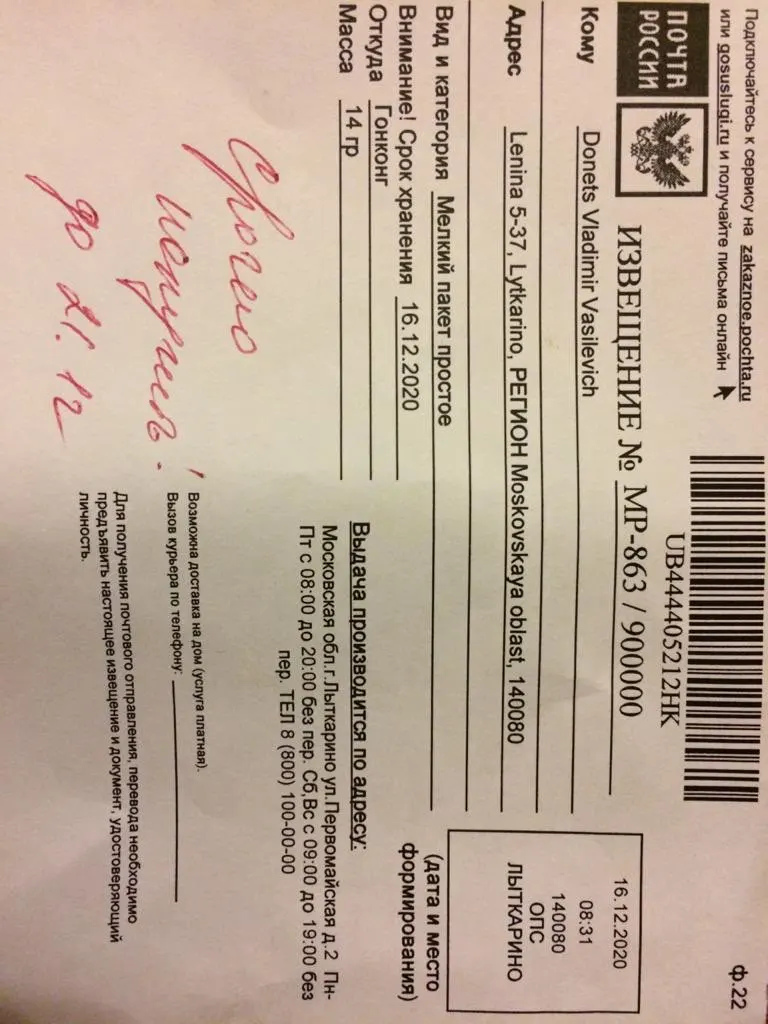 Подключайтесь к сервису на zakaznoe.pochta.ru
или gosuslugi.ru и получайте письма онлайн
ф.22
ПОЧТА
РОССИИ
UB444405212HK
ИЗВЕЩЕНИЕ № МР-863 / 900000
16.12.2020
08:31
140080
ОПС
ЛЫТКАРИНО
(дата и место
формирования)
Кому Donets Vladimir Vasilevich
Адрес Lenina 5-37, Lytkarino, РЕГИОН Moskovskaya oblast, 140080
Вид и категория Мелкий пакет простое
Внимание! Срок хранения 16.12.2020
Откуда Гонконг
Масса 14 гр
Выдача производится по адресу:
Московская обл.г.Лыткарино ул.Первомайская д.2 Пн-
Пт с 08:00 до 20:00 без пер. Сб,Вс с 09:00 до 19:00 без
пер. ТЕЛ 8 (800) 100-00-00
Срочно
до 21.12
Возможна доставка на дом (услуга платная).
Вызов курьера по телефону:
Для получения почтового отправления, перевода необходимо
предъявить настоящее извещение и документ, удостоверяющий
личность.